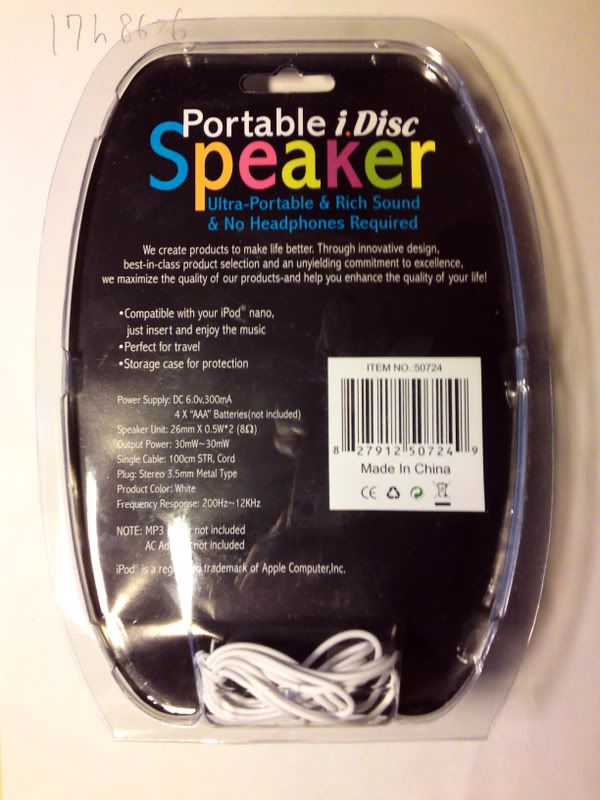 Portable i.Disc
Speaker
Ultra-Portable & Rich Sound
& No Headphones Required
We create products to make life better. Through innovative design,
best-in-class product selection and an unyielding commitment to excellence,
we maximize the quality of our products-and help you enhance the quality of your life!
•Compatible with your iPod® nano,
just insert and enjoy the music
•Perfect for travel
•Storage case for protection
Power Supply: DC 6.0v,300mA
4 X "AAA" Batteries(not included)
Speaker Unit: 26mm X 0.5W*2 (8Ω)
Output Power: 30mW~30mW
Single Cable: 100cm STR, Cord
Plug: Stereo 3.5mm Metal Type
Product Color: White
Frequency Response: 200Hz~12KHz
NOTE: MP3 not included
AC not included
iPod® is a trademark of Apple Computer,Inc.
ITEM NO.:50724
8 27912 50724 9
Made In China
CE